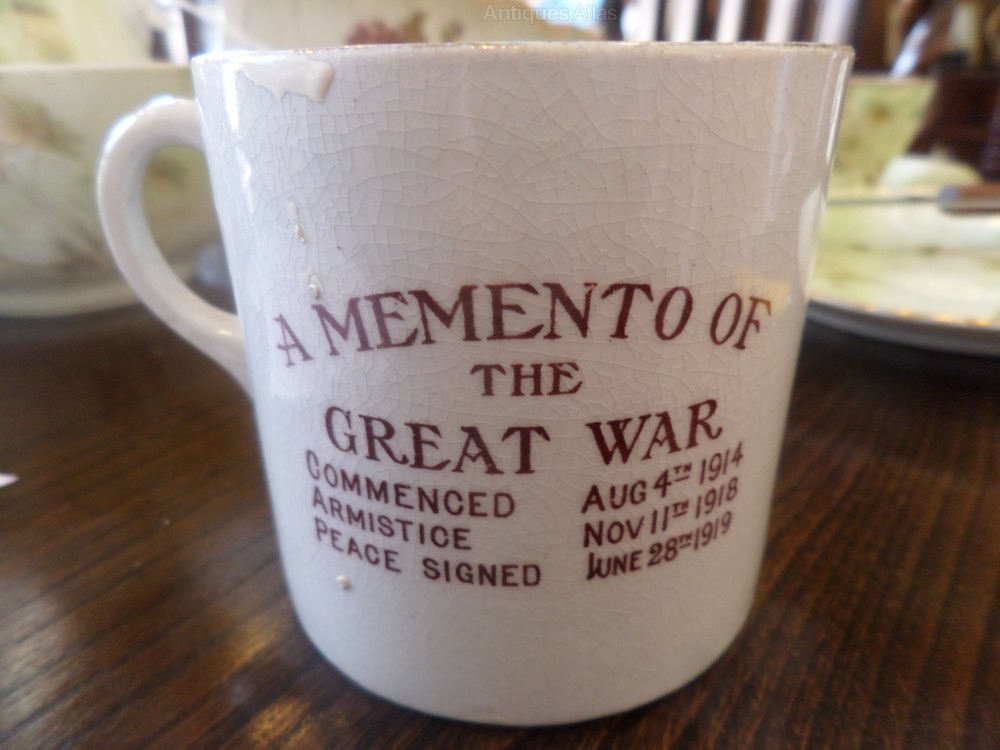 Antiques Atlas
A MEMENTO OF
THE
GREAT WAR
COMMENCED AUG 4TH 1914
ARMISTICE NOV 11TH 1918
PEACE SIGNED JUNE 28TH 1919